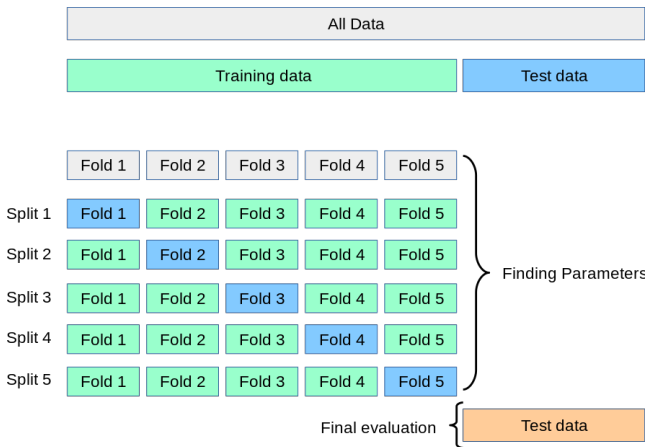 All Data
Training data Test data
Fold 1 Fold 2 Fold 3 Fold 4 Fold 5
Split 1 Fold 1 Fold 2 Fold 3 Fold 4 Fold 5
Split 2 Fold 1 Fold 2 Fold 3 Fold 4 Fold 5
Finding Parameters
Split 3 Fold 1 Fold 2 Fold 3 Fold 4 Fold 5
Split 4 Fold 1 Fold 2 Fold 3 Fold 4 Fold 5
Split 5 Fold 1 Fold 2 Fold 3 Fold 4 Fold 5
Final evaluation Test data